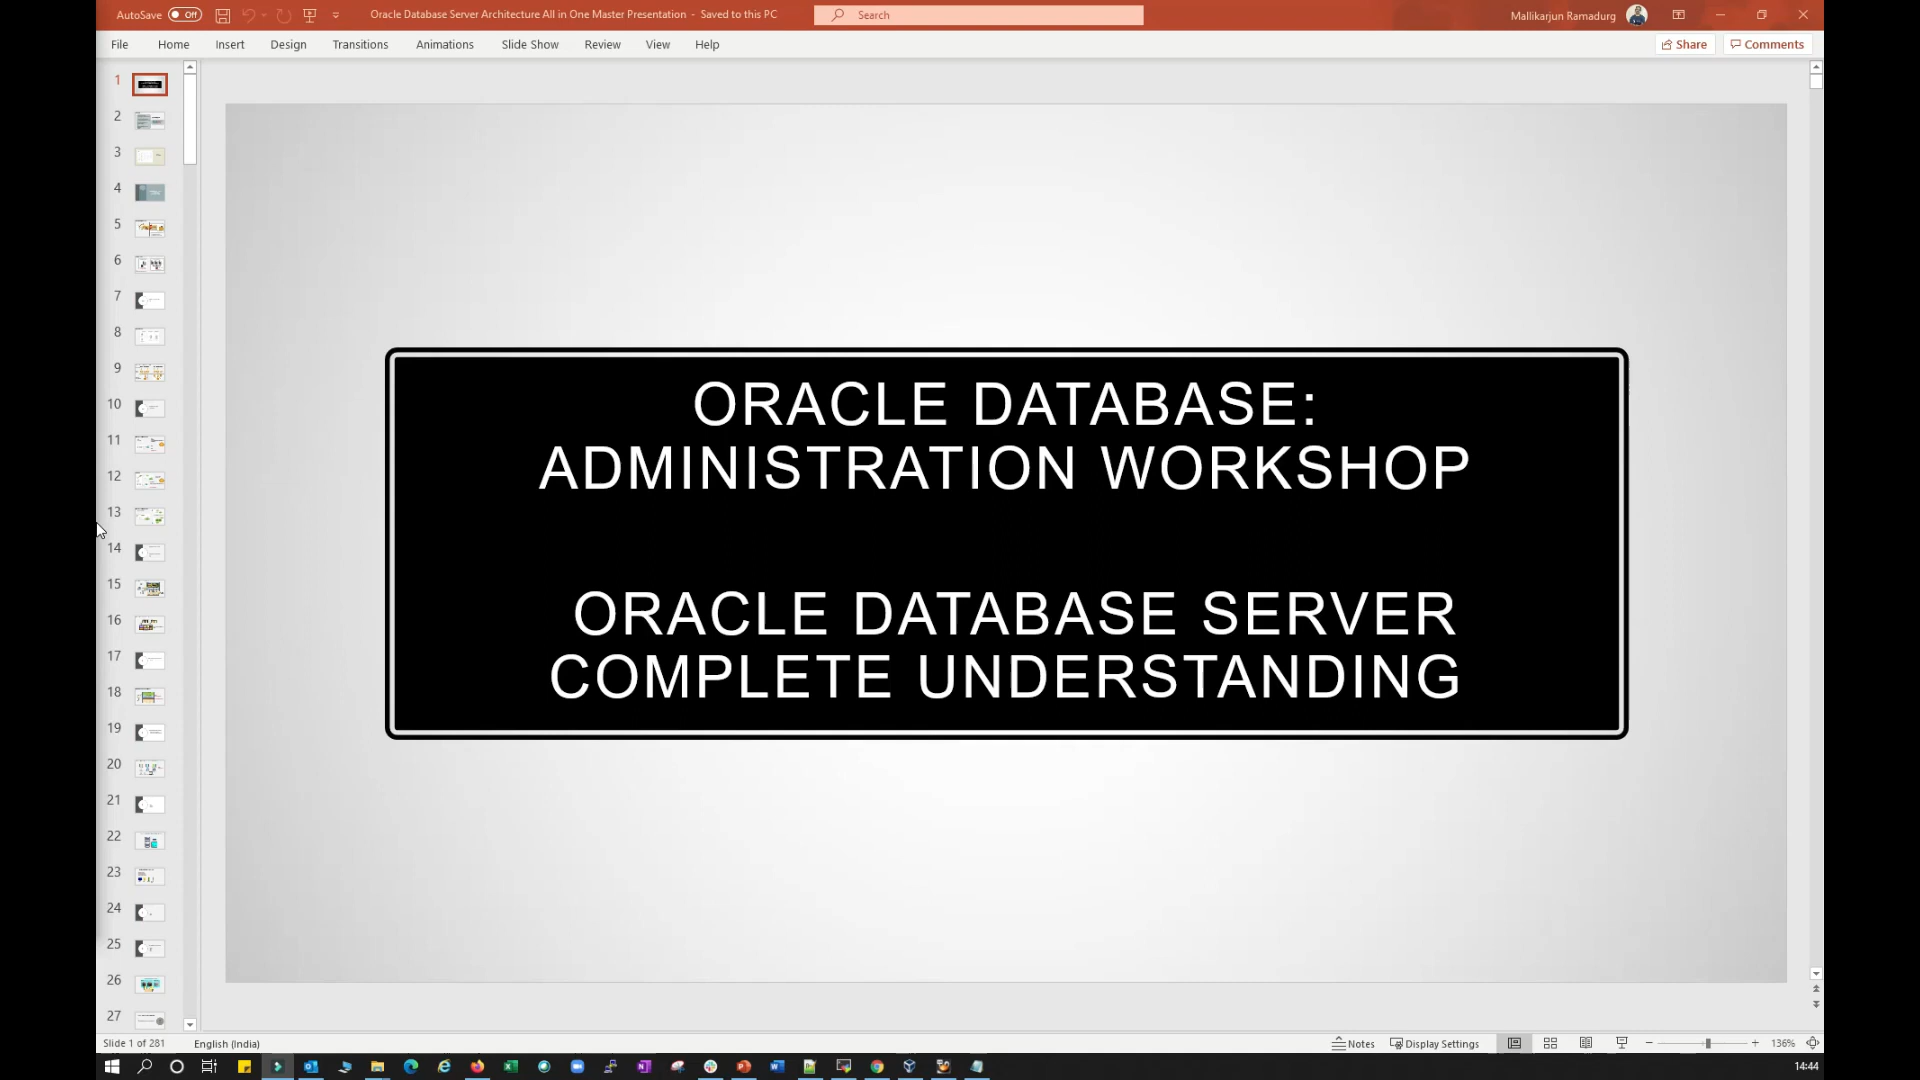 AutoSave Off
Oracle Database Server Architecture All in One Master Presentation - Saved to this PC
Search
Mallikarjun Ramadurg
File Home Insert Design Transitions Animations Slide Show Review View Help
Share Comments
1
2
3
4
5
6
7
8
9
10
11
12
13
14
15
16
17
18
19
20
21
22
23
24
25
26
27
ORACLE DATABASE:
ADMINISTRATION WORKSHOP
ORACLE DATABASE SERVER
COMPLETE UNDERSTANDING
Slide 1 of 281 English (India) Notes Display Settings 136%
14:44